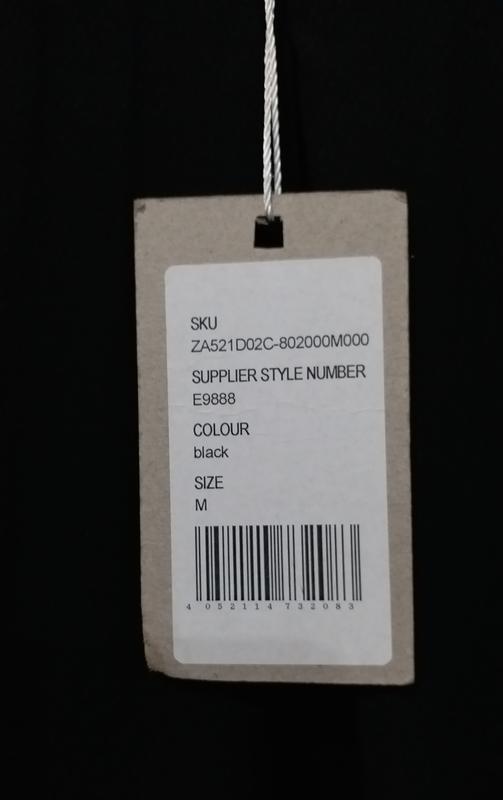 SKU
ZA521D02C-802000M000
SUPPLIER STYLE NUMBER
E9888
COLOUR
black
SIZE
M
4 052114 732083